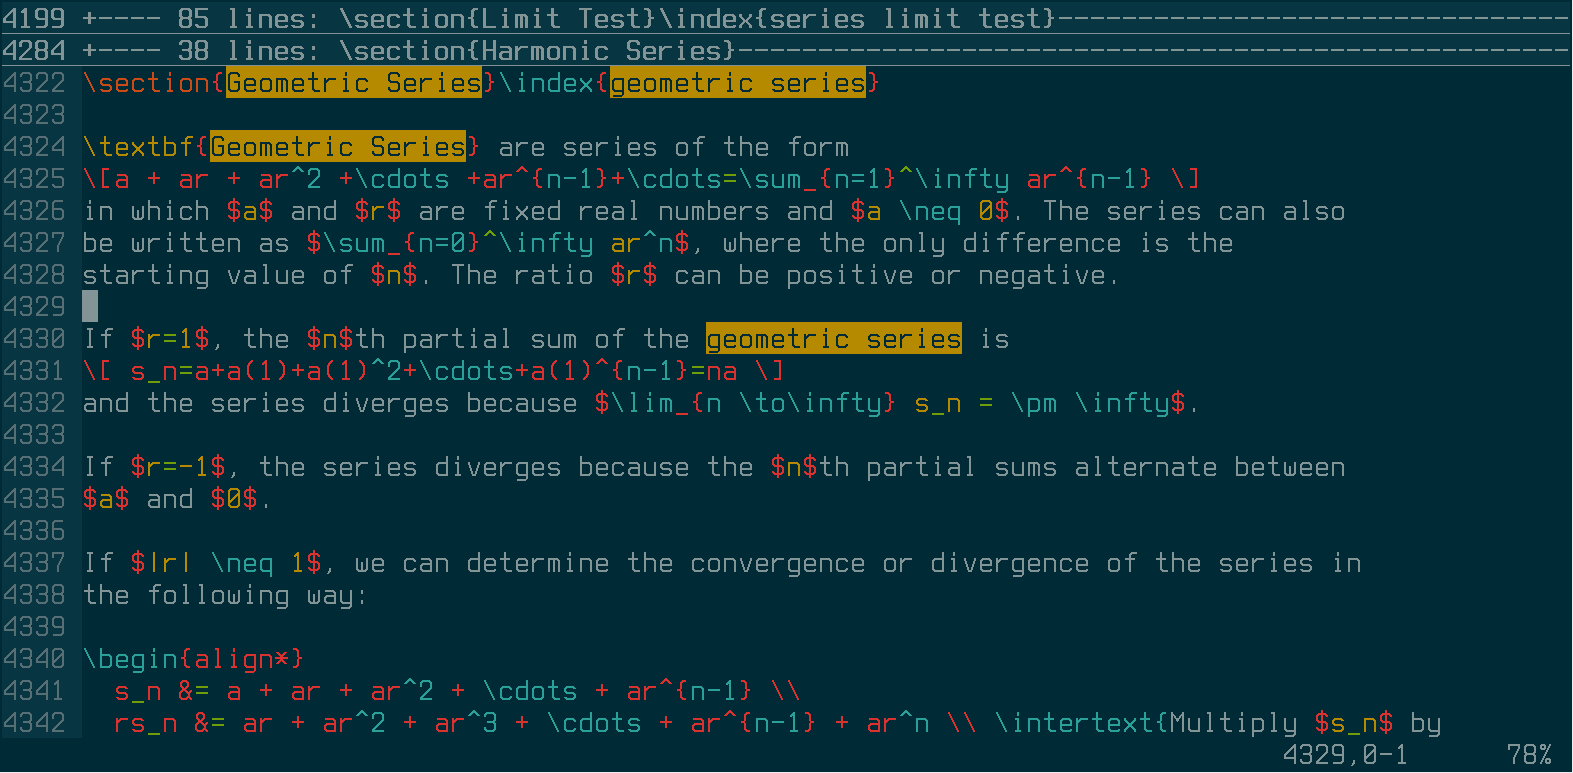 4199 +---- 85 lines: \section{Limit Test}\index{series limit test}--------------------------------
4284 +---- 38 lines: \section{Harmonic Series}----------------------------------------------------
4322 \section{Geometric Series}\index{geometric series}
4323
4324 \textbf{Geometric Series} are series of the form
4325 \[a + ar + ar^2 +\cdots +ar^{n-1}+\cdots=\sum_{n=1}^\infty ar^{n-1} \]
4326 in which $a$ and $r$ are fixed real numbers and $a \neq 0$. The series can also
4327 be written as $\sum_{n=0}^\infty ar^n$, where the only difference is the
4328 starting value of $n$. The ratio $r$ can be positive or negative.
4329
4330 If $r=1$, the $n$th partial sum of the geometric series is
4331 \[ s_n=a+a(1)+a(1)^2+\cdots+a(1)^{n-1}=na \]
4332 and the series diverges because $\lim_{n \to\infty} s_n = \pm \infty$.
4333
4334 If $r=-1$, the series diverges because the $n$th partial sums alternate between
4335 $a$ and $0$.
4336
4337 If $|r| \neq 1$, we can determine the convergence or divergence of the series in
4338 the following way:
4339
4340 \begin{align*}
4341   s_n &= a + ar + ar^2 + \cdots + ar^{n-1} \\
4342   rs_n &= ar + ar^2 + ar^3 + \cdots + ar^{n-1} + ar^n \\ \intertext{Multiply $s_n$ by
4329,0-1 78%